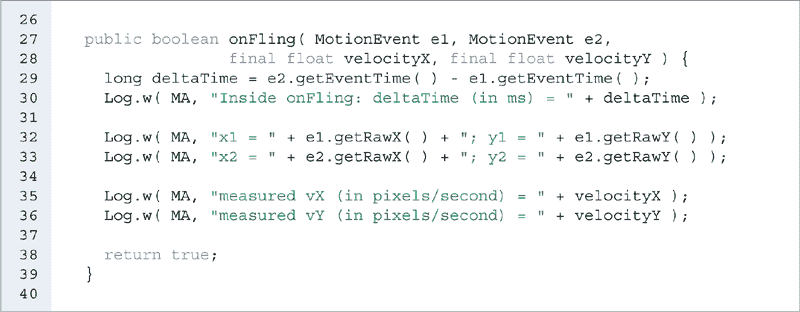 26
27 public boolean onFling( MotionEvent e1, MotionEvent e2,
28 final float velocityX, final float velocityY ) {
29 long deltaTime = e2.getEventTime( ) - e1.getEventTime( );
30 Log.w( MA, "Inside onFling: deltaTime (in ms) = " + deltaTime );
31
32 Log.w( MA, "x1 = " + e1.getRawX( ) + "; y1 = " + e1.getRawY( ) );
33 Log.w( MA, "x2 = " + e2.getRawX( ) + "; y2 = " + e2.getRawY( ) );
34
35 Log.w( MA, "measured vX (in pixels/second) = " + velocityX );
36 Log.w( MA, "measured vY (in pixels/second) = " + velocityY );
37
38 return true;
39 }
40